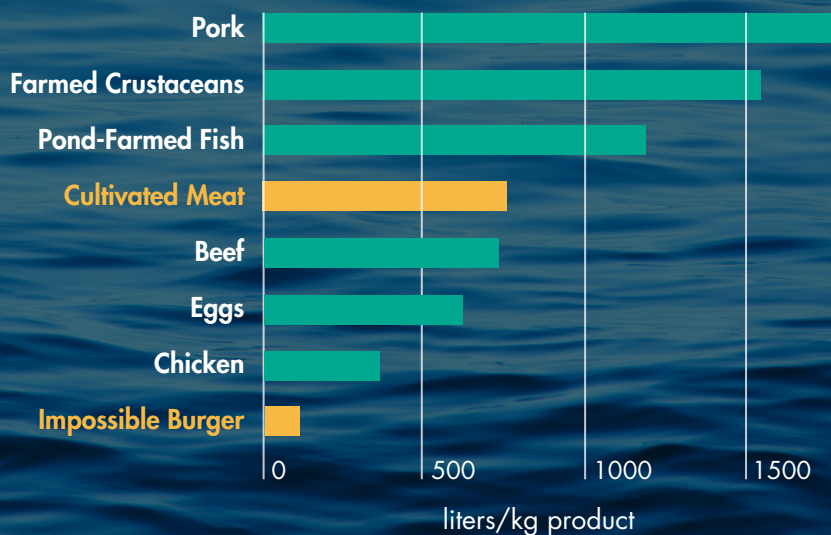 Pork
Farmed Crustaceans
Pond-Farmed Fish
Cultivated Meat
Beef
Eggs
Chicken
Impossible Burger
0 500 1000 1500
liters/kg product